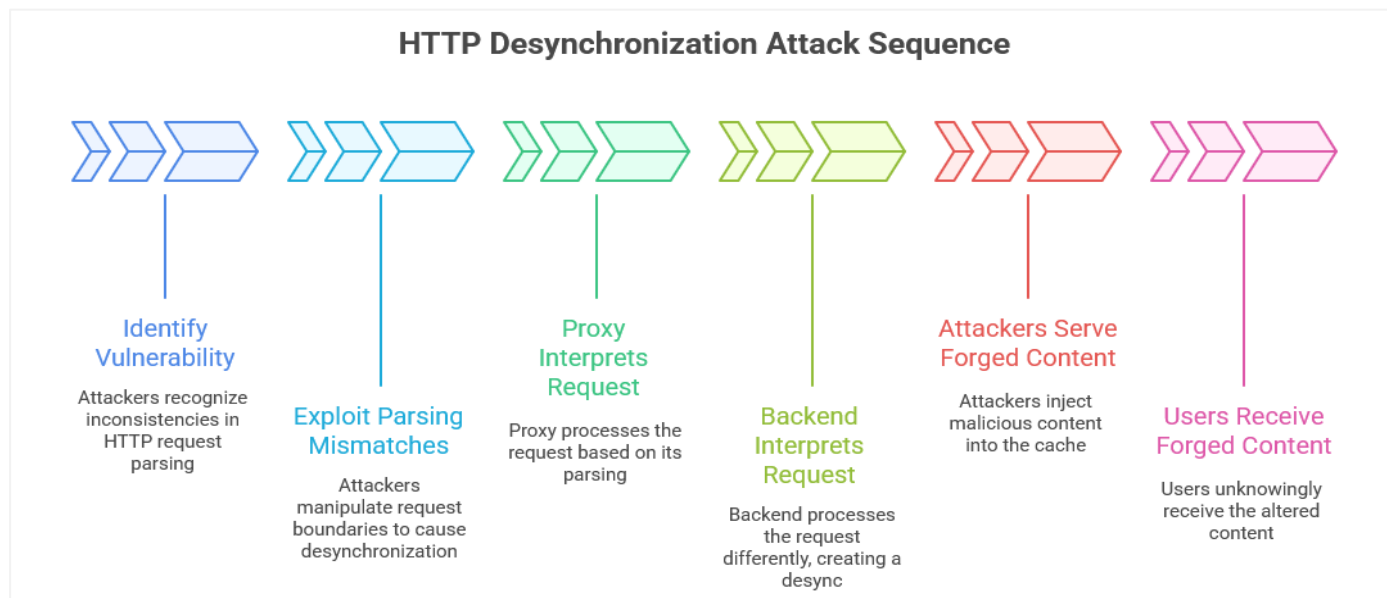 HTTP Desynchronization Attack Sequence
Identify
Vulnerability
Attackers recognize
inconsistencies in
HTTP request
parsing
Exploit Parsing
Mismatches
Attackers
manipulate request
boundaries to cause
desynchronization
Proxy
Interprets
Request
Proxy processes the
request based on its
parsing
Backend
Interprets
Request
Backend processes
the request
differently, creating a
desync
Attackers Serve
Forged Content
Attackers inject
malicious content
into the cache
Users Receive
Forged Content
Users unknowingly
receive the altered
content